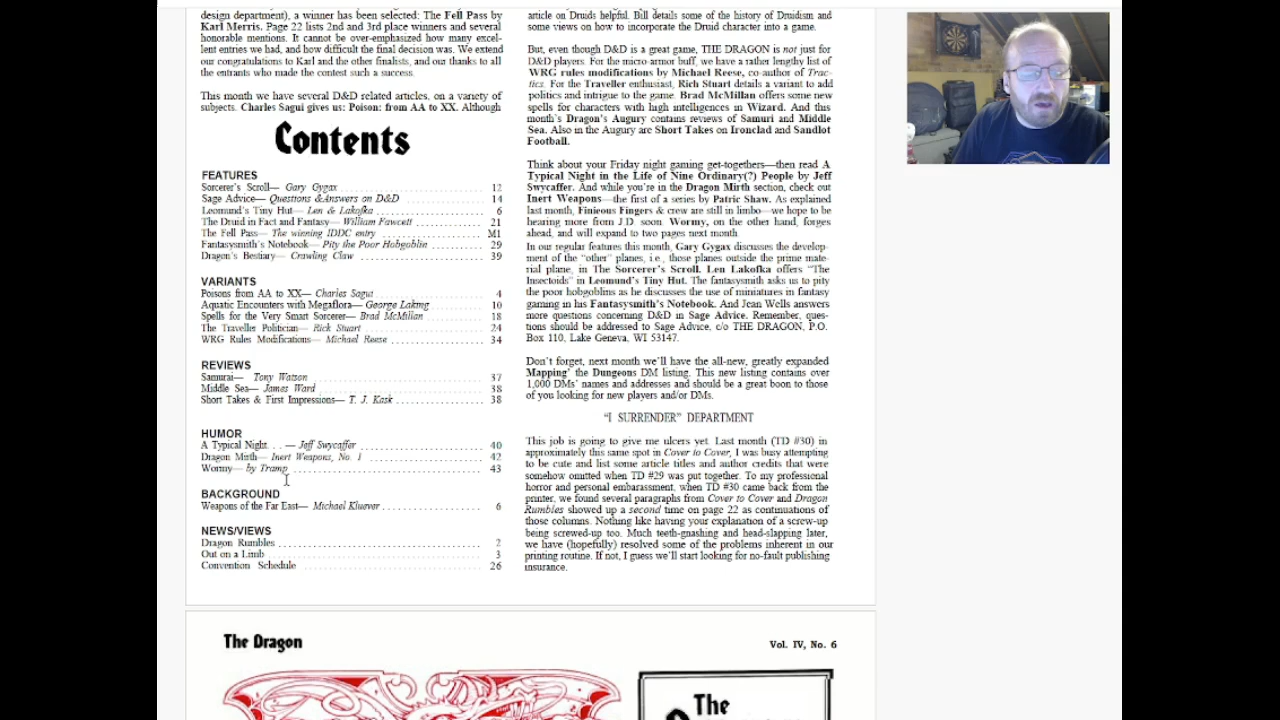 design department), a winner has been selected: The Fell Pass by
Karl Merris. Page 22 lists 2nd and 3rd place winners and several
honorable mentions. It cannot be over-emphasized how many excel-
lent entries we had, and how difficult the final decision was. We extend
our congratulations to Karl and the other finalists, and our thanks to all
the entrants who made the contest such a success.
This month we have several D&D related articles, on a variety of
subjects. Charles Sagui gives us: Poison: from AA to XX. Although
Contents
FEATURES
Sorcerer's Scroll— Gary Gygax 12
Sage Advice— Questions &Answers on D&D 14
Leomund's Tiny Hut— Len & Lakofka 6
The Druid in Fact and Fantasy— William Fawcett 21
The Fell Pass— The winning IDDC entry M1
Fantasysmith's Notebook— Pity the Poor Hobgoblin 29
Dragon's Bestiary— Crawling Claw 39
VARIANTS
Poisons from AA to XX— Charles Sagui 4
Aquatic Encounters with Megaflora— George Laking 10
Spells for the Very Smart Sorcerer— Brad McMillan 18
The Traveller Politician— Rick Stuart 24
WRG Rules Modifications— Michael Reese 34
REVIEWS
Samurai— Tony Watson 37
Middle Sea— James Ward 38
Short Takes & First Impressions— T. J. Kask 38
HUMOR
A Typical Night. . . — Jeff Swycaffer 40
Dragon Mirth— Inert Weapons, No. 1 42
Wormy— by Tramp 43
BACKGROUND
Weapons of the Far East— Michael Kluever 6
NEWS/VIEWS
Dragon Rumbles 2
Out on a Limb 3
Convention Schedule 26
article on Druids helpful. Bill details some of the history of Druidism and
some views on how to incorporate the Druid character into a game.
But, even though D&D is a great game, THE DRAGON is not just for
D&D players. For the micro-armor buff, we have a rather lengthy list of
WRG rules modifications by Michael Reese, co-author of Trac-
tics. For the Traveller enthusiast, Rich Stuart details a variant to add
politics and intrigue to the game. Brad McMillan offers some new
spells for characters with high intelligences in Wizard. And this
month's Dragon's Augury contains reviews of Samuri and Middle
Sea. Also in the Augury are Short Takes on Ironclad and Sandlot
Football.
Think about your Friday night gaming get-togethers—then read A
Typical Night in the Life of Nine Ordinary(?) People by Jeff
Swycaffer. And while you're in the Dragon Mirth section, check out
Inert Weapons—the first of a series by Patric Shaw. As explained
last month, Finieous Fingers & crew are still in limbo—we hope to be
hearing more from J.D. soon. Wormy, on the other hand, forges
ahead, and will expand to two pages next month.
In our regular features this month, Gary Gygax discusses the develop-
ment of the "other" planes, i.e., those planes outside the prime mate-
rial plane, in The Sorcerer's Scroll. Len Lakofka offers "The
Insectoids" in Leomund's Tiny Hut. The fantasysmith asks us to pity
the poor hobgoblins as he discusses the use of miniatures in fantasy
gaming in his Fantasysmith's Notebook. And Jean Wells answers
more questions concerning D&D in Sage Advice. Remember, ques-
tions should be addressed to Sage Advice, c/o THE DRAGON, P.O.
Box 110, Lake Geneva, WI 53147.
Don't forget, next month we'll have the all-new, greatly expanded
Mapping' the Dungeons DM listing. This new listing contains over
1,000 DMs' names and addresses and should be a great boon to those
of you looking for new players and/or DMs.
"I SURRENDER" DEPARTMENT
This job is going to give me ulcers yet. Last month (TD #30) in
approximately this same spot in Cover to Cover, I was busy attempting
to be cute and list some article titles and author credits that were
somehow omitted when TD #29 was put together. To my professional
horror and personal embarassment, when TD #30 came back from the
printer, we found several paragraphs from Cover to Cover and Dragon
Rumbles showed up a second time on page 22 as continuations of
those columns. Nothing like having your explanation of a screw-up
being screwed-up too. Much teeth-gnashing and head-slapping later,
we have (hopefully) resolved some of the problems inherent in our
printing routine. If not, I guess we'll start looking for no-fault publishing
insurance.
The Dragon
Vol. IV, No. 6
The